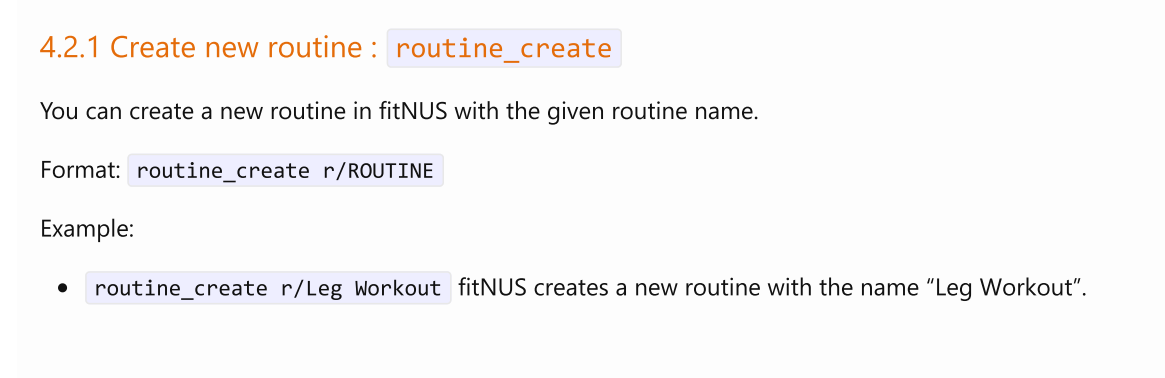 4.2.1 Create new routine : routine_create
You can create a new routine in fitNUS with the given routine name.
Format: routine_create r/ROUTINE
Example:
• routine_create r/Leg Workout fitNUS creates a new routine with the name “Leg Workout”.